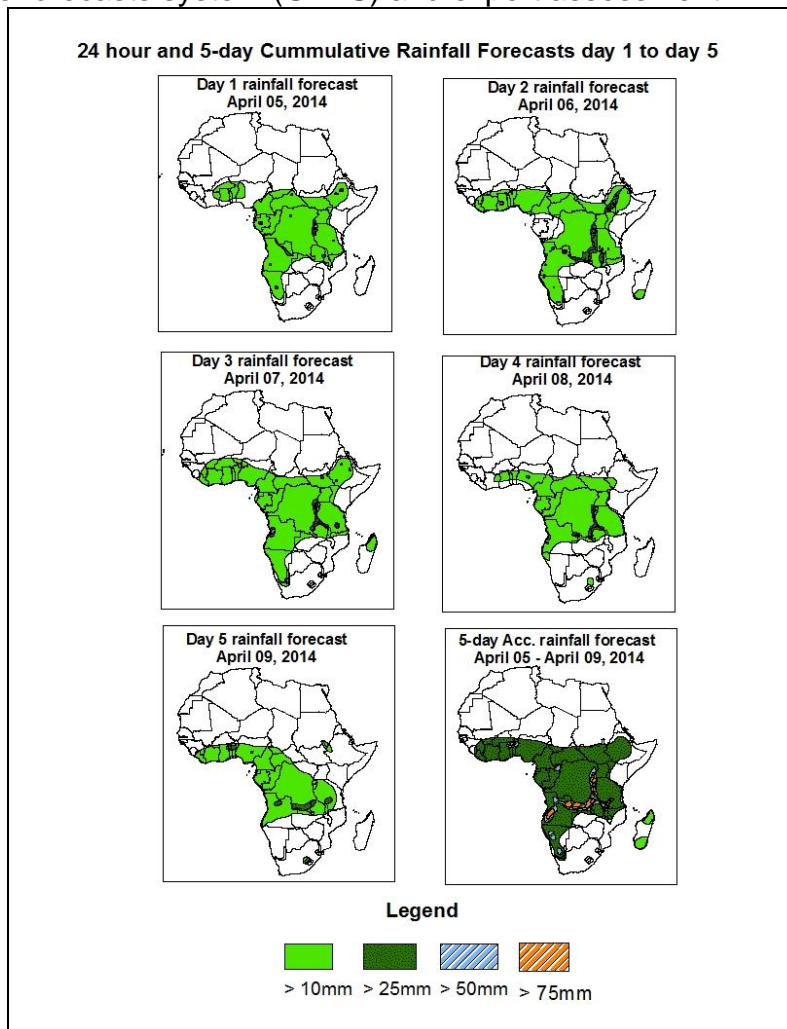 24 hour and 5-day Cummulative Rainfall Forecasts day 1 to day 5
Day 1 rainfall forecast
April 05, 2014
Day 2 rainfall forecast
April 06, 2014
Day 3 rainfall forecast
April 07, 2014
Day 4 rainfall forecast
April 08, 2014
Day 5 rainfall forecast
April 09, 2014
5-day Acc. rainfall forecast
April 05 - April 09, 2014
Legend
> 10mm > 25mm > 50mm > 75mm